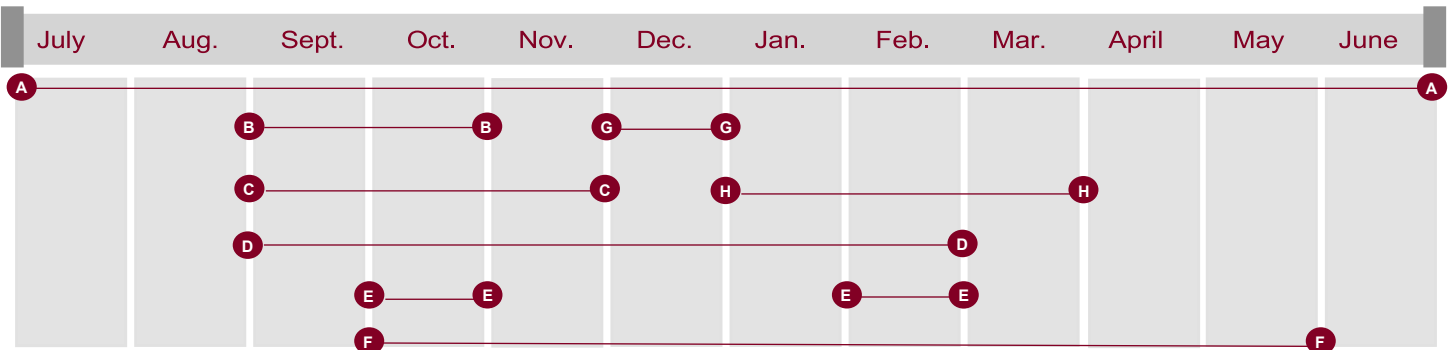 July Aug. Sept. Oct. Nov. Dec. Jan. Feb. Mar. April May June
A A
B B G G
C C H H
D D
E E E E
F F